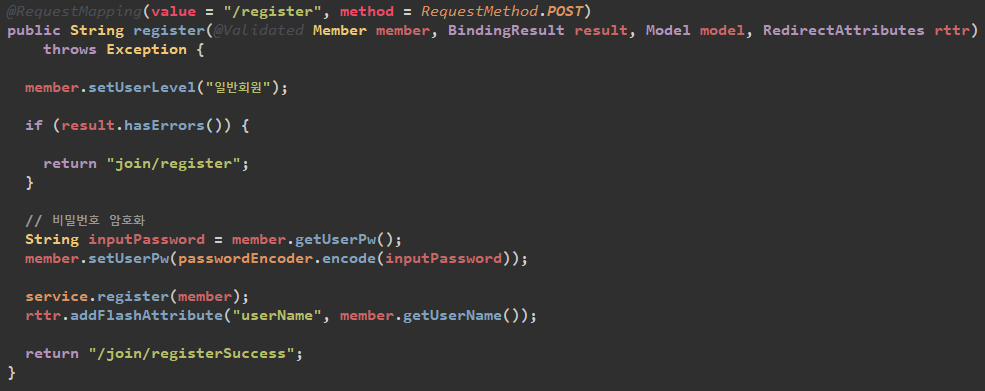 @RequestMapping(value = "/register", method = RequestMethod.POST)
public String register(@Validated Member member, BindingResult result, Model model, RedirectAttributes rttr)
throws Exception {
member.setUserLevel("일반회원");
if (result.hasErrors()) {
return "join/register";
}
// 비밀번호 암호화
String inputPassword = member.getUserPw();
member.setUserPw(passwordEncoder.encode(inputPassword));
service.register(member);
rttr.addFlashAttribute("userName", member.getUserName());
return "/join/registerSuccess";
}